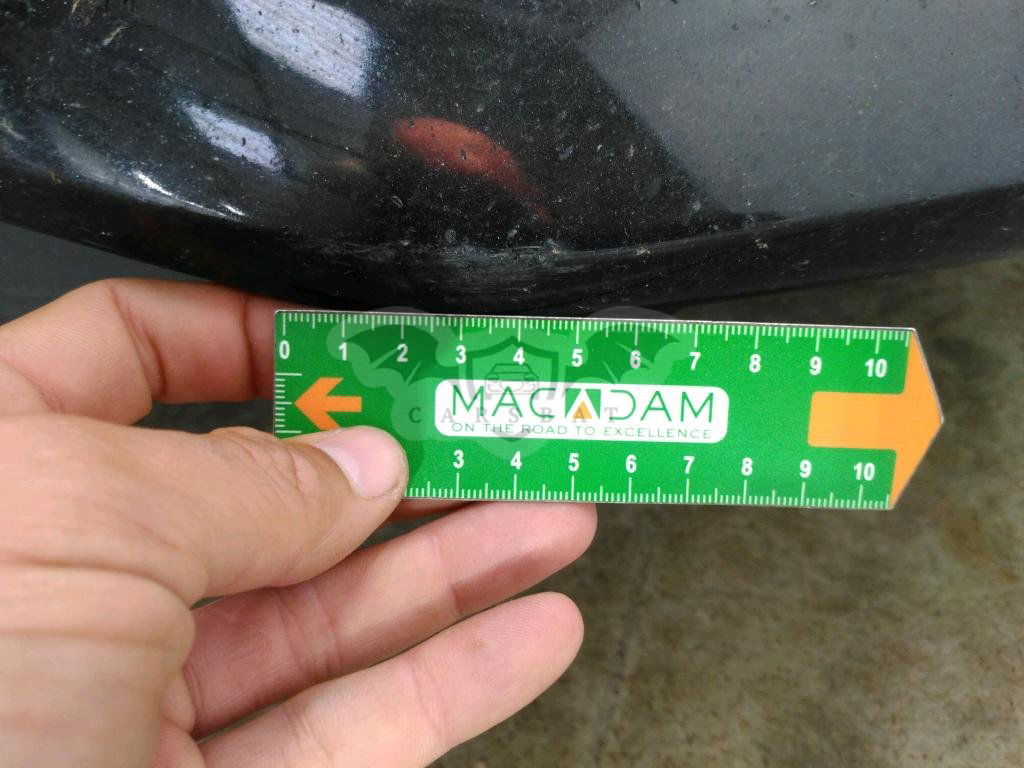 0 1 2 3 4 5 6 7 8 9 10
MACADAM
CARSBAT
ON THE ROAD TO EXCELLENCE
3 4 5 6 7 8 9 10